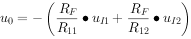 u_0 = -\left( \frac{R_F}{R_{11}} \bullet u_{I1} + \frac{R_F}{R_{12}} \bullet u_{I2} \right)